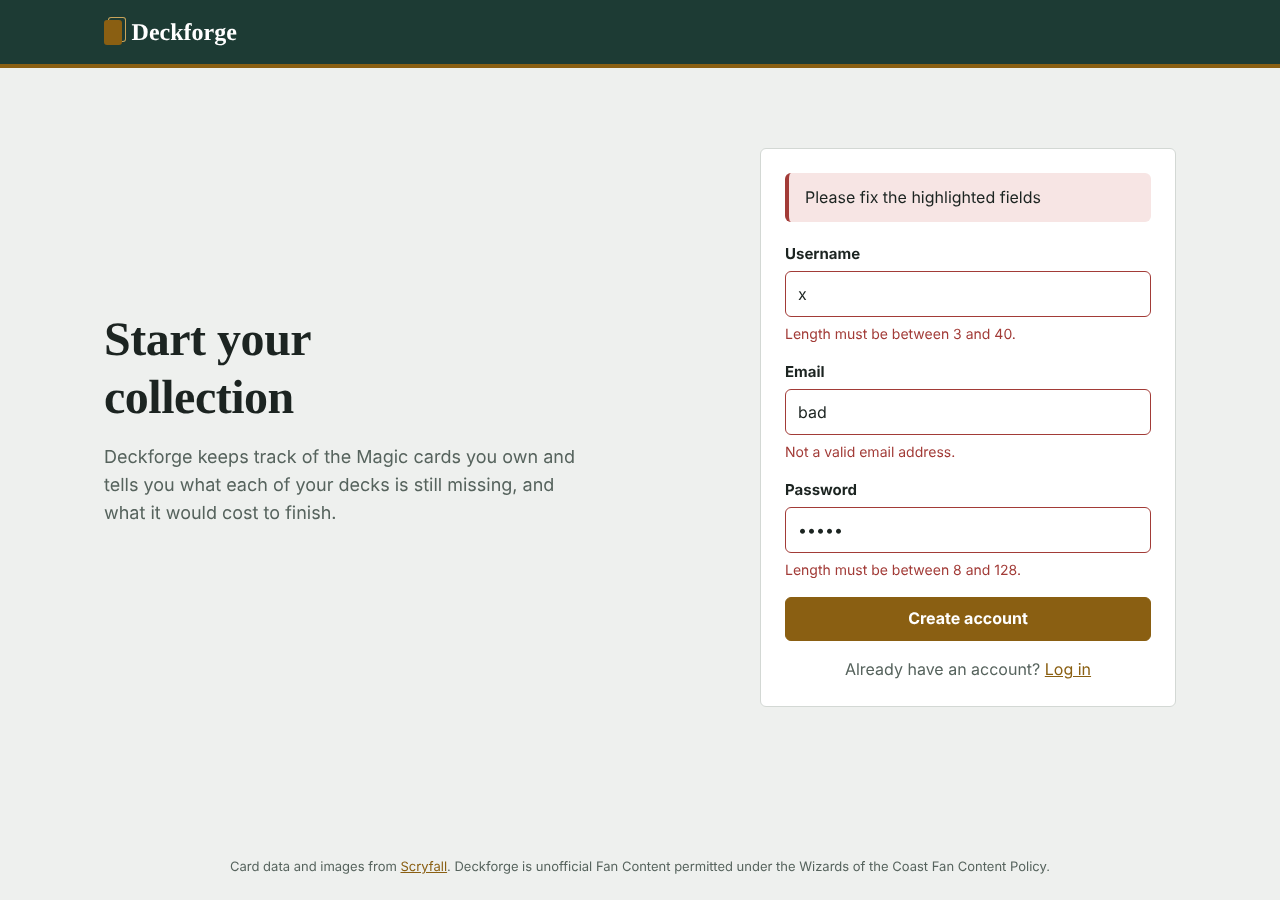 Deckforge
Start your
collection
Deckforge keeps track of the Magic cards you own and
tells you what each of your decks is still missing, and
what it would cost to finish.
Please fix the highlighted fields
Username
x
Length must be between 3 and 40.
Email
bad
Not a valid email address.
Password
•••••
Length must be between 8 and 128.
Create account
Already have an account? Log in
Card data and images from Scryfall. Deckforge is unofficial Fan Content permitted under the Wizards of the Coast Fan Content Policy.